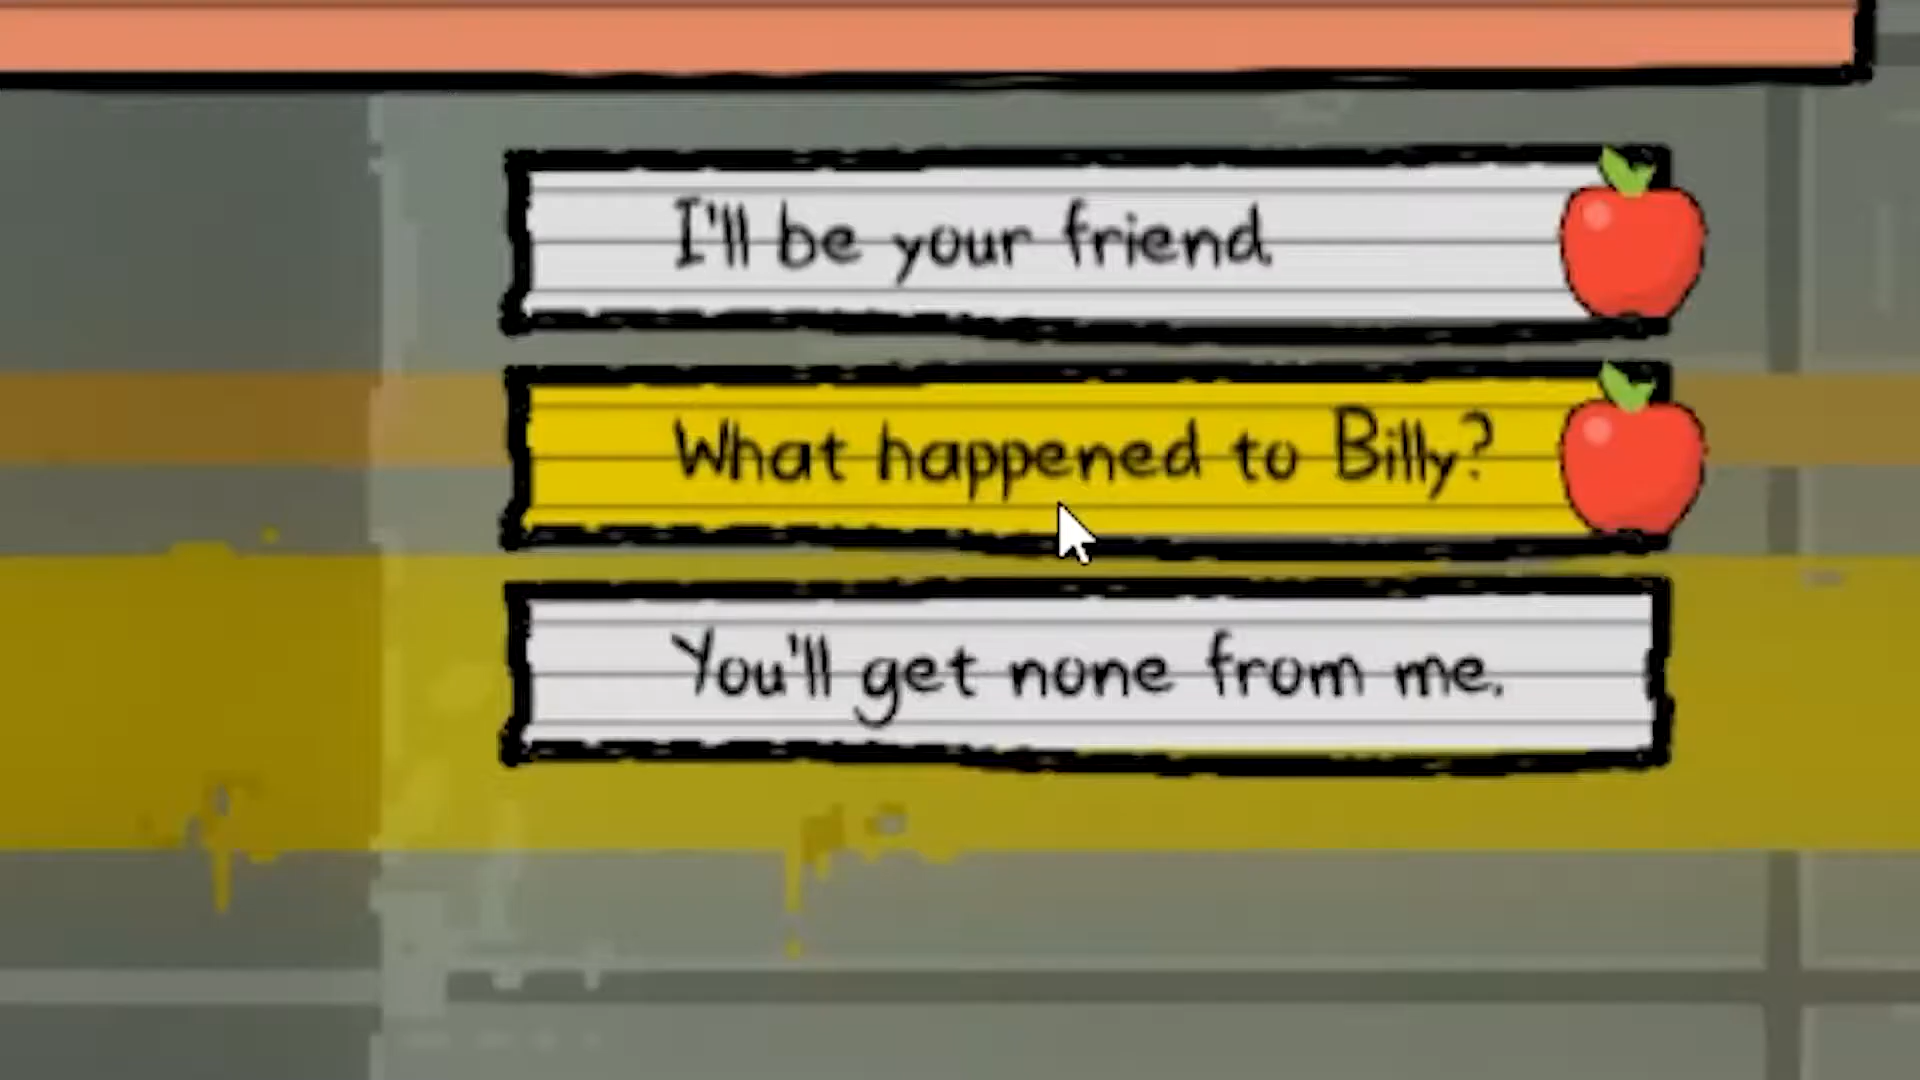 I'll be your friend.
What happened to Billy?
You'll get none from me.